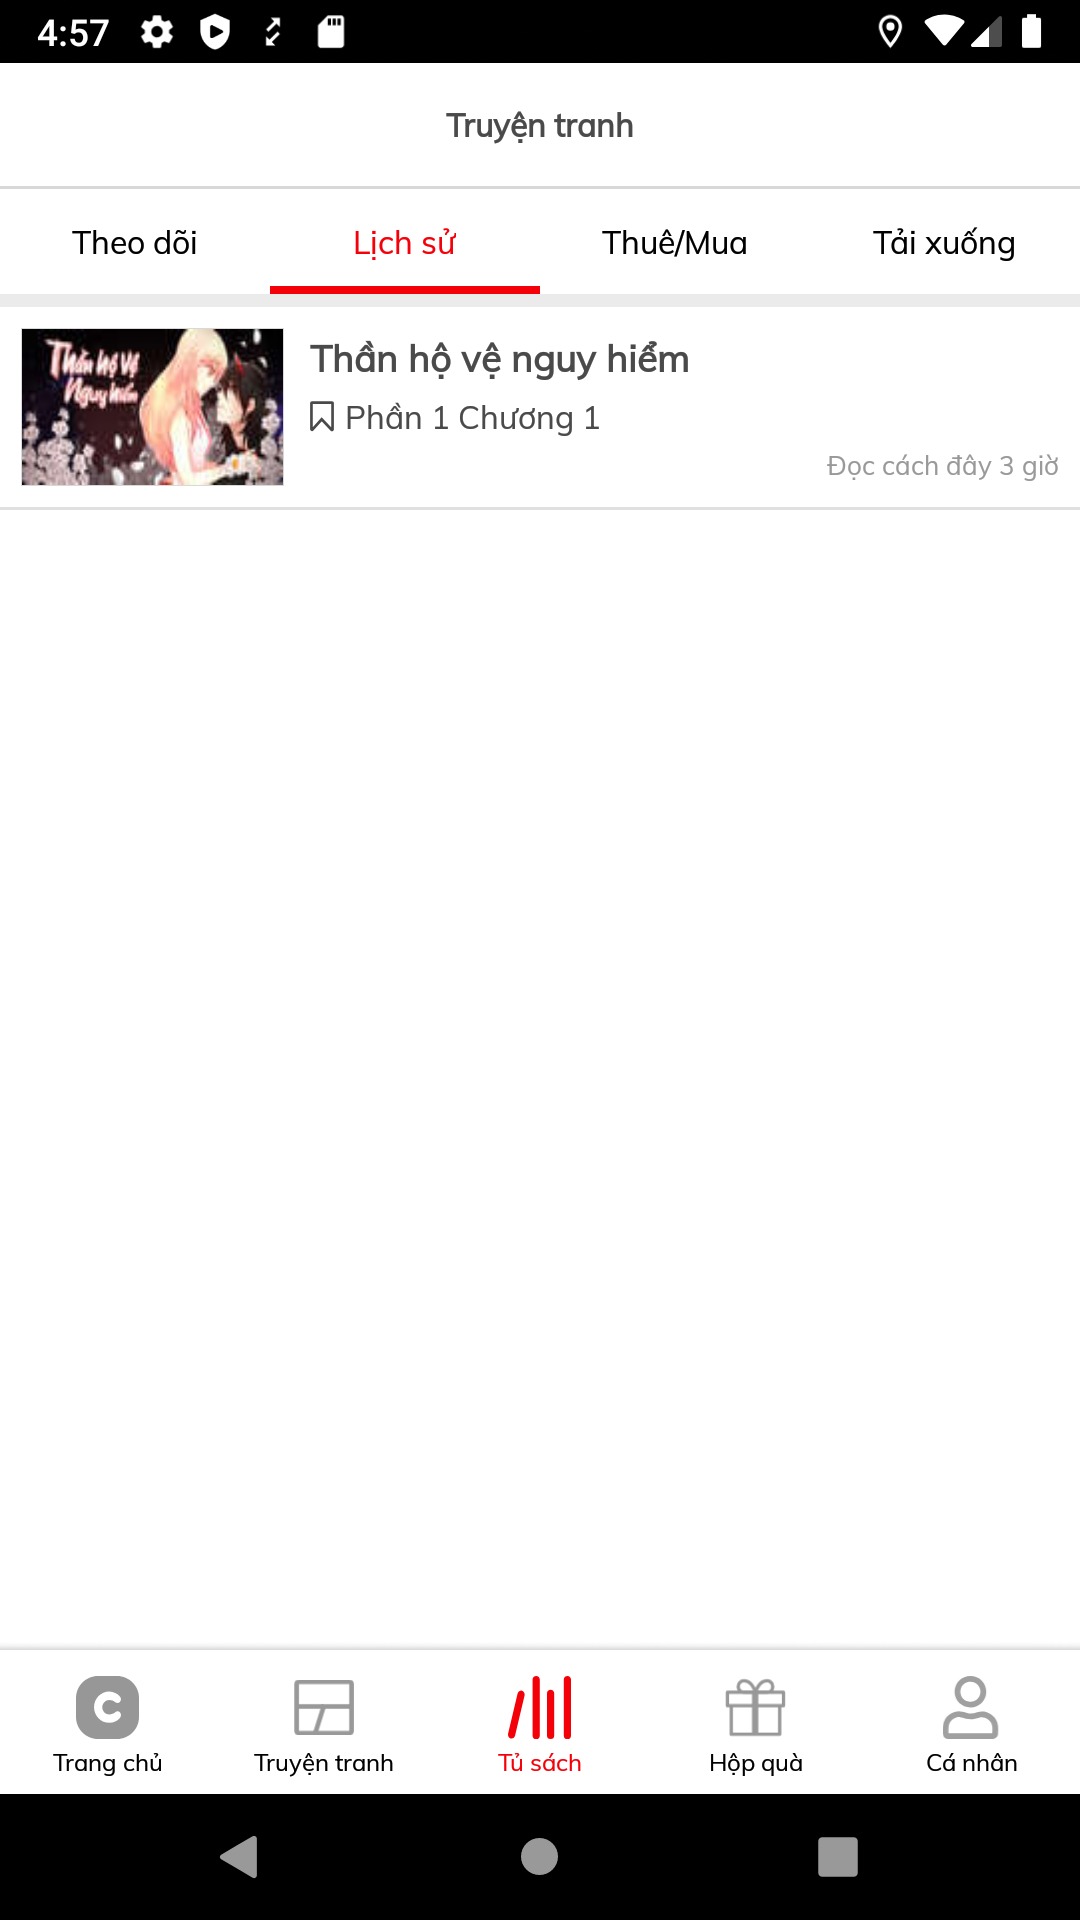 4:57
Truyện tranh
Theo dõi
Lịch sử
Thuê/Mua
Tải xuống
Thần hộ vệ
Nguy hiểm
Thần hộ vệ nguy hiểm
Phần 1 Chương 1
Đọc cách đây 3 giờ
Trang chủ
Truyện tranh
Tủ sách
Hộp quà
Cá nhân